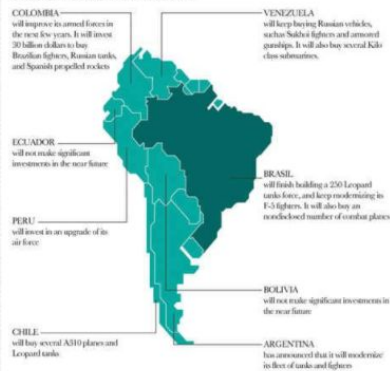 COLOMBIA
will improve its armed forces in
the next few years. It will invest
30 billion dollars to buy
Brazilian fighters, Russian tanks,
and Spanish propelled rockets
VENEZUELA
will keep buying Russian vehicles,
suchas Sukhoi fighters and armored
gunships. It will also buy several Kilo
class submarines.
ECUADOR
will not make significant
investments in the near future
BRASIL
will finish building a 250 Leopard
tanks force, and keep modernizing its
F-5 fighters. It will also buy an
nondisclosed number of combat planes
PERU
will invest in an upgrade of its
air force
BOLIVIA
will not make significant investments in
the near future
CHILE
will buy several A310 planes and
Leopard tanks
ARGENTINA
has announced that it will modernize
its fleet of tanks and fighters